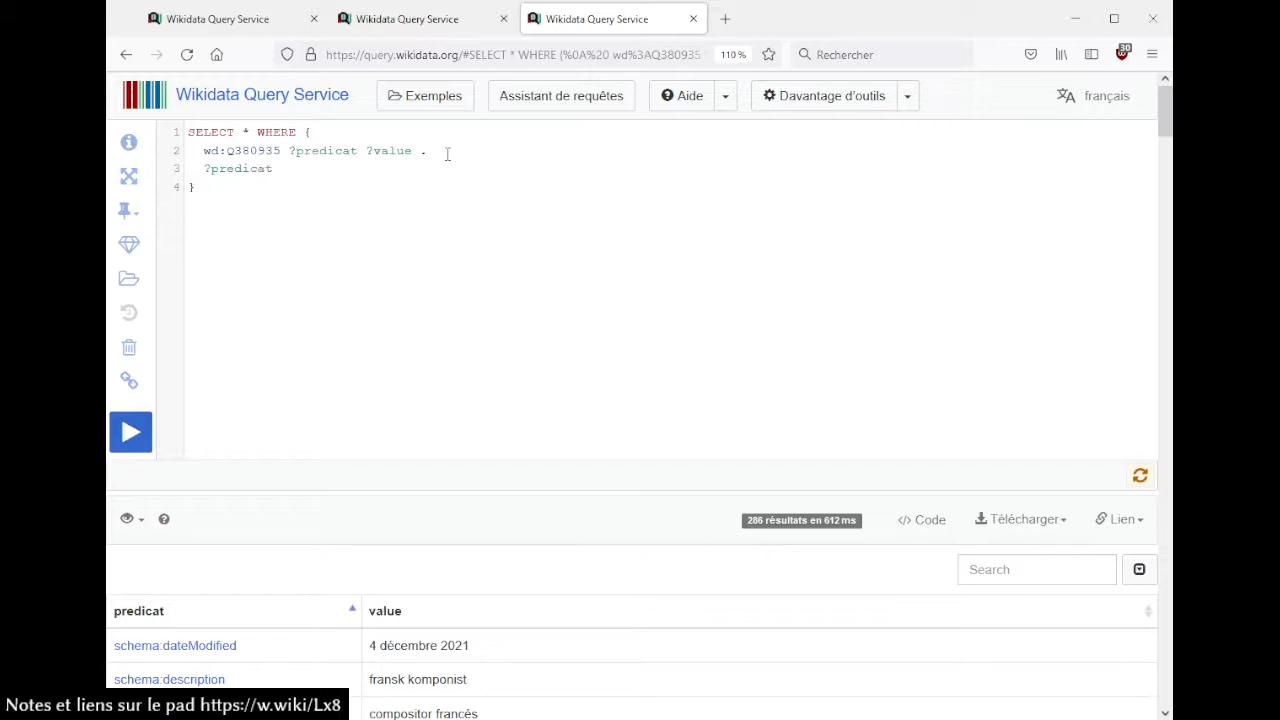 Wikidata Query Service
Wikidata Query Service
Wikidata Query Service
https://query.wikidata.org/#SELECT * WHERE {%0A%20 wd%3AQ380935
110 %
Rechercher
30
Wikidata Query Service
Exemples
Assistant de requêtes
Aide
Davantage d'outils
français
1 SELECT * WHERE {
2 wd:Q380935 ?predicat ?value .
3 ?predicat
4 }
286 résultats en 612 ms
</> Code
Télécharger
Lien
Search
predicat
value
schema:dateModified
4 décembre 2021
schema:description
fransk komponist
compositor francés
Notes et liens sur le pad https://w.wiki/Lx8